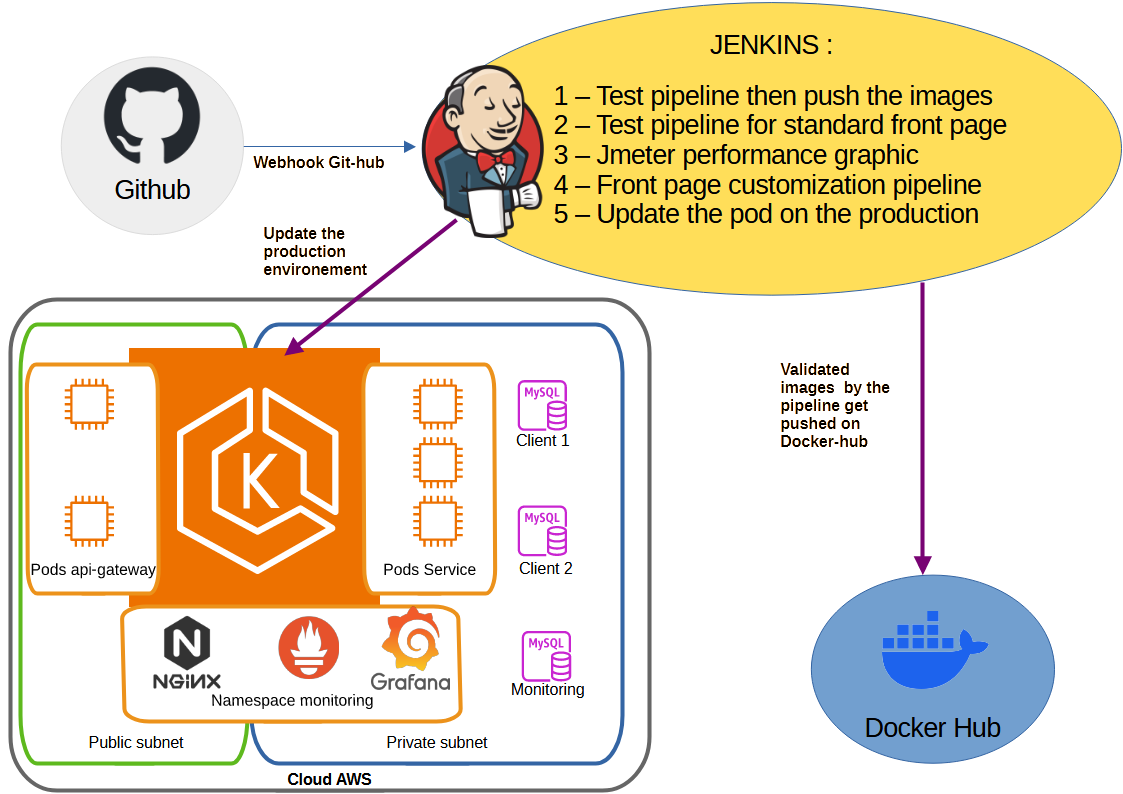 JENKINS :
1 – Test pipeline then push the images
2 – Test pipeline for standard front page
3 – Jmeter performance graphic
4 – Front page customization pipeline
5 – Update the pod on the production
Github
Webhook Git-hub
Update the
production
environement
Validated
images by the
pipeline get
pushed on
Docker-hub
K
MySQL
Client 1
MySQL
Client 2
Pods api-gateway
Pods Service
N
NGiNX
Grafana
Namespace monitoring
MySQL
Monitoring
Public subnet
Private subnet
Cloud AWS
Docker Hub